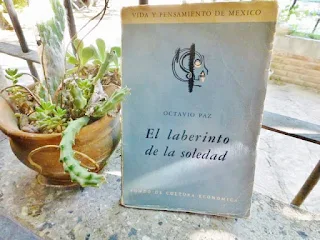 VIDA Y PENSAMIENTO DE MEXICO
OCTAVIO PAZ
El laberinto
de la soledad
FONDO DE CULTURA ECONOMICA